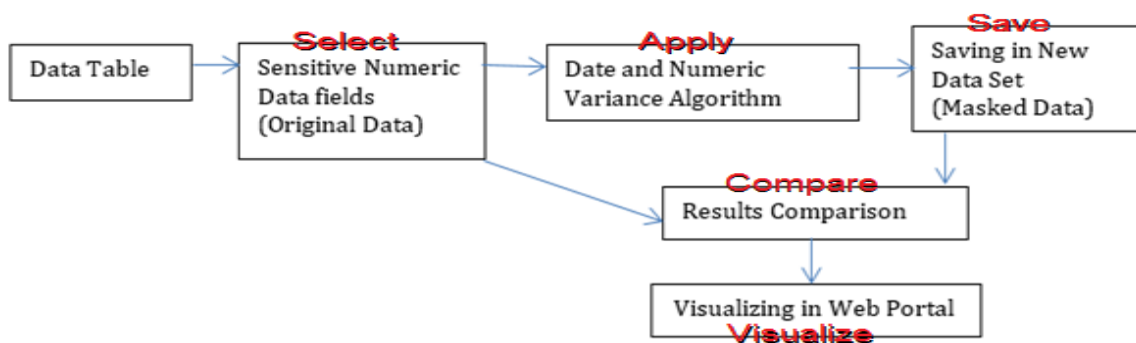 Data Table
Select
Sensitive Numeric
Data fields
(Original Data)
Apply
Date and Numeric
Variance Algorithm
Save
Saving in New
Data Set
(Masked Data)
Compare
Results Comparison
Visualizing in Web Portal
Visualize